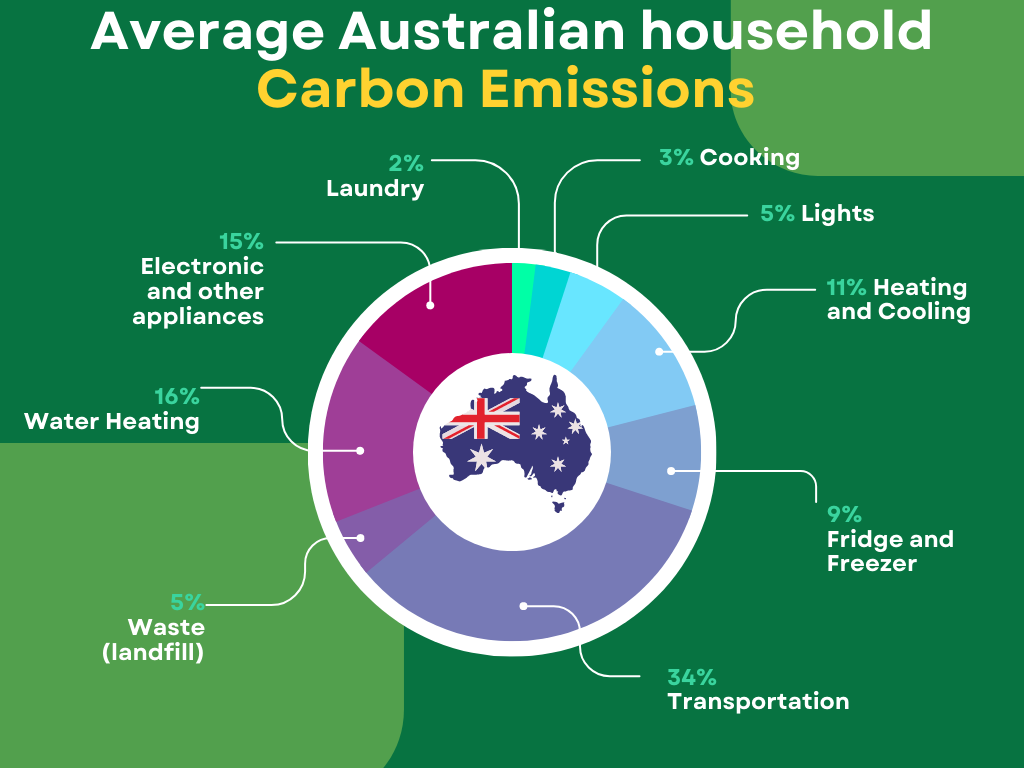 Average Australian household
Carbon Emissions
2%
Laundry
3% Cooking
5% Lights
15%
Electronic
and other
appliances
11% Heating
and Cooling
16%
Water Heating
9%
Fridge and
Freezer
5%
Waste
(landfill)
34%
Transportation